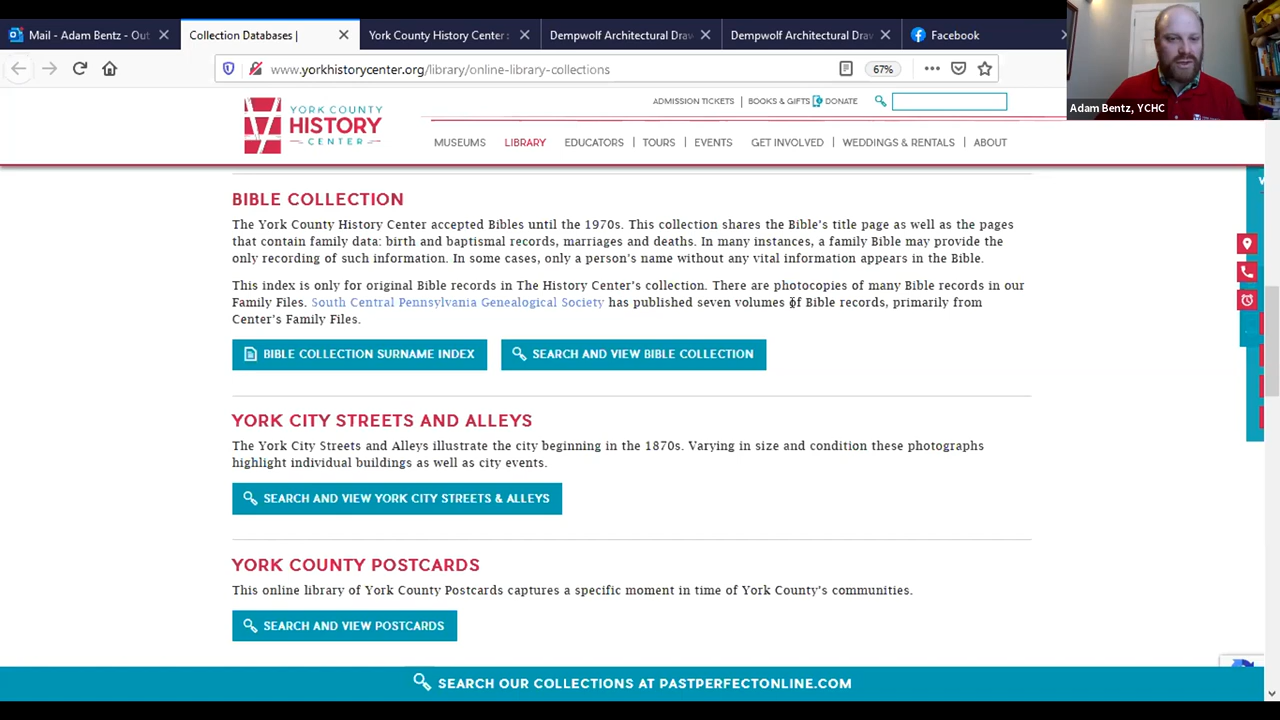 Mail - Adam Bentz - Out
Collection Databases |
York County History Center :
Dempwolf Architectural Dra
Dempwolf Architectural Dra
Facebook
www.yorkhistorycenter.org/library/online-library-collections
67%
Adam Bentz, YCHC
YORK COUNTY
HISTORY
CENTER
ADMISSION TICKETS | BOOKS & GIFTS DONATE
MUSEUMS LIBRARY EDUCATORS TOURS EVENTS GET INVOLVED WEDDINGS & RENTALS ABOUT
BIBLE COLLECTION
The York County History Center accepted Bibles until the 1970s. This collection shares the Bible's title page as well as the pages
that contain family data: birth and baptismal records, marriages and deaths. In many instances, a family Bible may provide the
only recording of such information. In some cases, only a person's name without any vital information appears in the Bible.
This index is only for original Bible records in The History Center's collection. There are photocopies of many Bible records in our
Family Files. South Central Pennsylvania Genealogical Society has published seven volumes of Bible records, primarily from
Center's Family Files.
BIBLE COLLECTION SURNAME INDEX
SEARCH AND VIEW BIBLE COLLECTION
YORK CITY STREETS AND ALLEYS
The York City Streets and Alleys illustrate the city beginning in the 1870s. Varying in size and condition these photographs
highlight individual buildings as well as city events.
SEARCH AND VIEW YORK CITY STREETS & ALLEYS
YORK COUNTY POSTCARDS
This online library of York County Postcards captures a specific moment in time of York County's communities.
SEARCH AND VIEW POSTCARDS
SEARCH OUR COLLECTIONS AT PASTPERFECTONLINE.COM